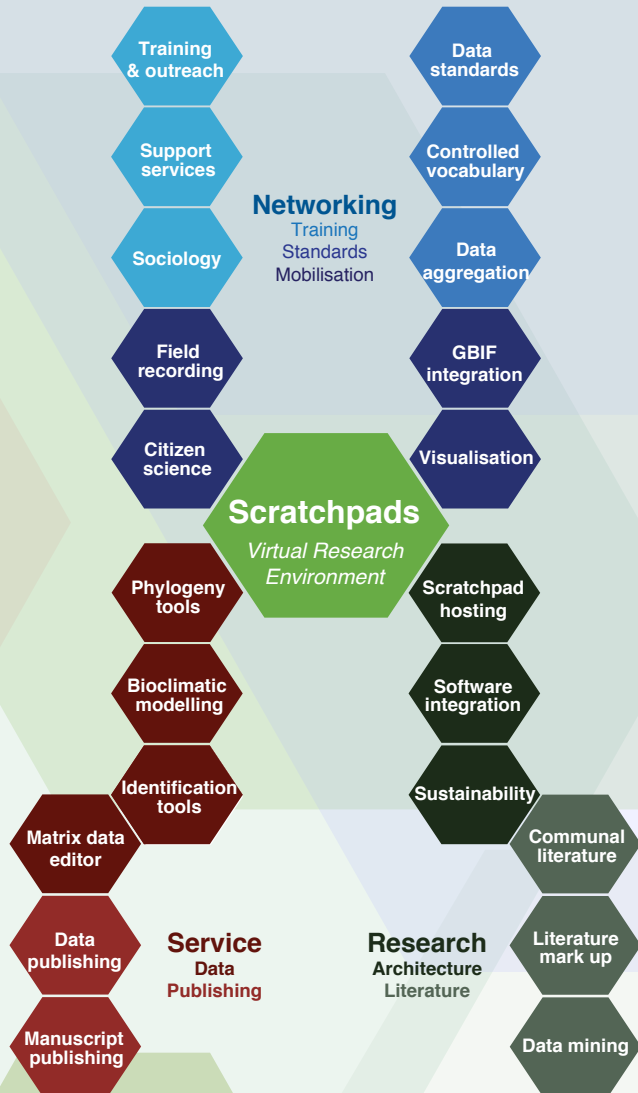 Training
& outreach
Data
standards
Support
services
Controlled
vocabulary
Networking
Training
Standards
Mobilisation
Sociology
Data
aggregation
Field
recording
GBIF
integration
Citizen
science
Visualisation
Scratchpads
Virtual Research
Environment
Phylogeny
tools
Scratchpad
hosting
Bioclimatic
modelling
Software
integration
Identification
tools
Sustainability
Matrix data
editor
Communal
literature
Data
publishing
Service
Data
Publishing
Research
Architecture
Literature
Literature
mark up
Manuscript
publishing
Data mining